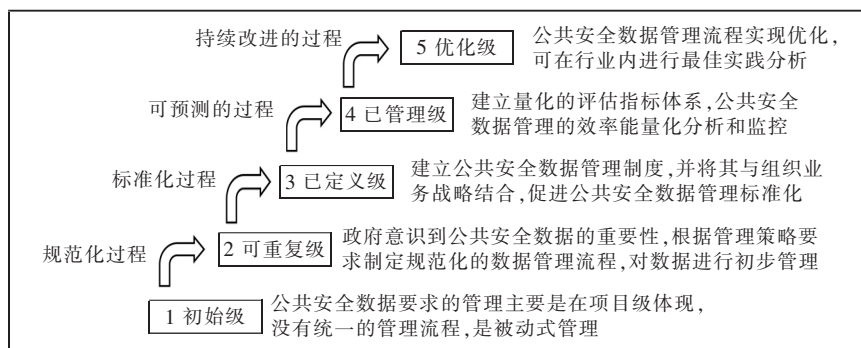 持续改进的过程
5 优化级
公共安全数据管理流程实现优化，
可在行业内进行最佳实践分析
可预测的过程
4 已管理级
建立量化的评估指标体系,公共安全
数据管理的效率能量化分析和监控
标准化过程
3 已定义级
建立公共安全数据管理制度,并将其与组织业
务战略结合,促进公共安全数据管理标准化
规范化过程
2 可重复级
政府意识到公共安全数据的重要性,根据管理策略要
求制定规范化的数据管理流程,对数据进行初步管理
1 初始级
公共安全数据要求的管理主要是在项目级体现，
没有统一的管理流程,是被动式管理